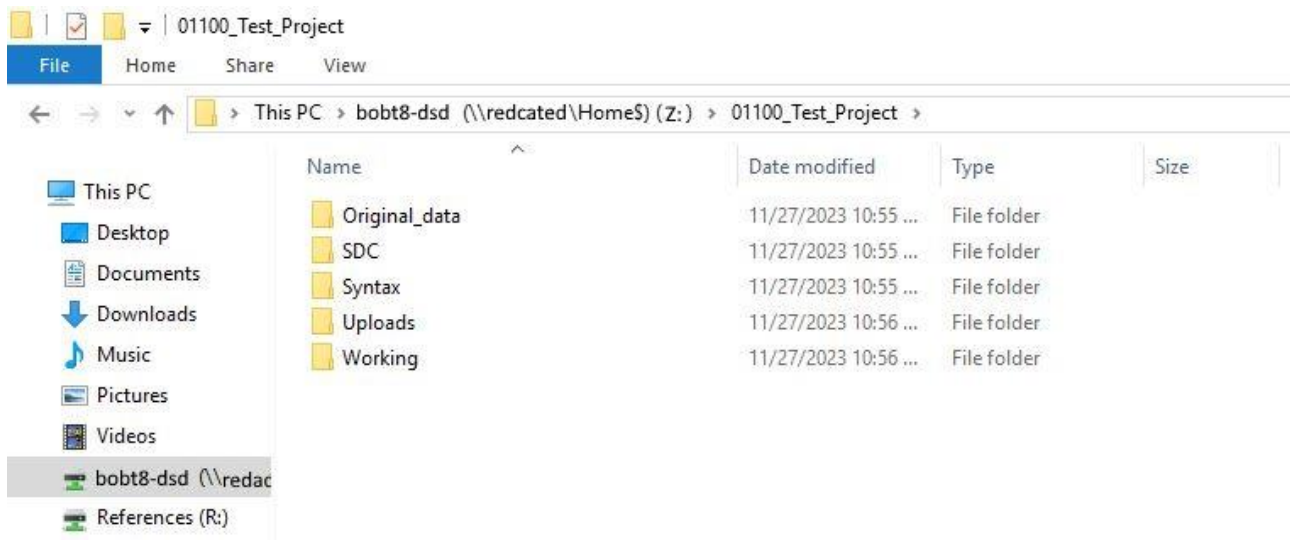 01100_Test_Project
File Home Share View
This PC > bobt8-dsd (\\redcated\Home$) (Z:) > 01100_Test_Project >
Name Date modified Type Size
This PC
Desktop
Documents
Downloads
Music
Pictures
Videos
bobt8-dsd (\\redac
References (R:)
Original_data 11/27/2023 10:55 ... File folder
SDC 11/27/2023 10:55 ... File folder
Syntax 11/27/2023 10:55 ... File folder
Uploads 11/27/2023 10:56 ... File folder
Working 11/27/2023 10:56 ... File folder